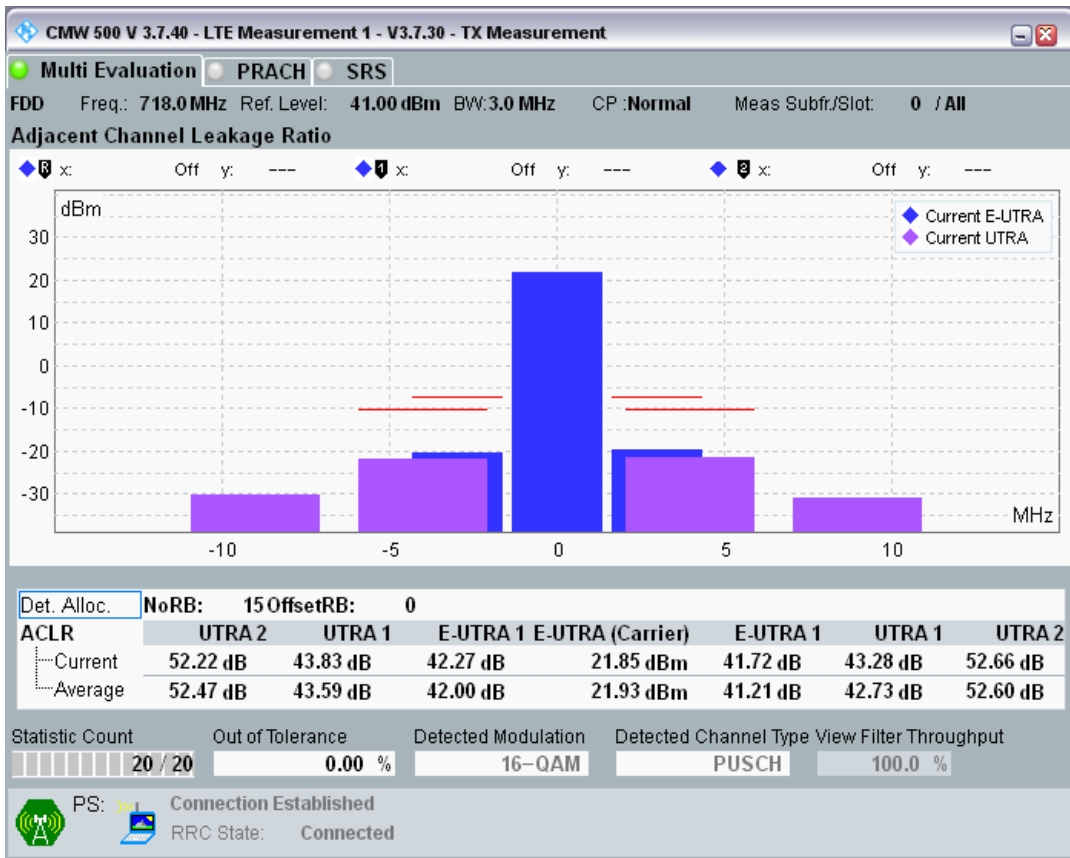 CMW 500 V 3.7.40 - LTE Measurement 1 - V3.7.30 - TX Measurement
Multi Evaluation PRACH SRS
FDD Freq.: 718.0 MHz Ref. Level: 41.00 dBm BW: 3.0 MHz CP : Normal Meas Subfr./Slot: 0 / All
Adjacent Channel Leakage Ratio
R x: Off y: --- 1 x: Off y: --- 2 x: Off y: ---
dBm
Current E-UTRA
Current UTRA
30
20
10
0
-10
-20
-30
MHz
-10 -5 0 5 10
Det. Alloc. NoRB: 15 OffsetRB: 0
ACLR UTRA 2 UTRA 1 E-UTRA 1 E-UTRA (Carrier) E-UTRA 1 UTRA 1 UTRA 2
Current 52.22 dB 43.83 dB 42.27 dB 21.85 dBm 41.72 dB 43.28 dB 52.66 dB
Average 52.47 dB 43.59 dB 42.00 dB 21.93 dBm 41.21 dB 42.73 dB 52.60 dB
Statistic Count Out of Tolerance Detected Modulation Detected Channel Type View Filter Throughput
20 / 20 0.00 % 16-QAM PUSCH 100.0 %
PS: Connection Established
RRC State: Connected